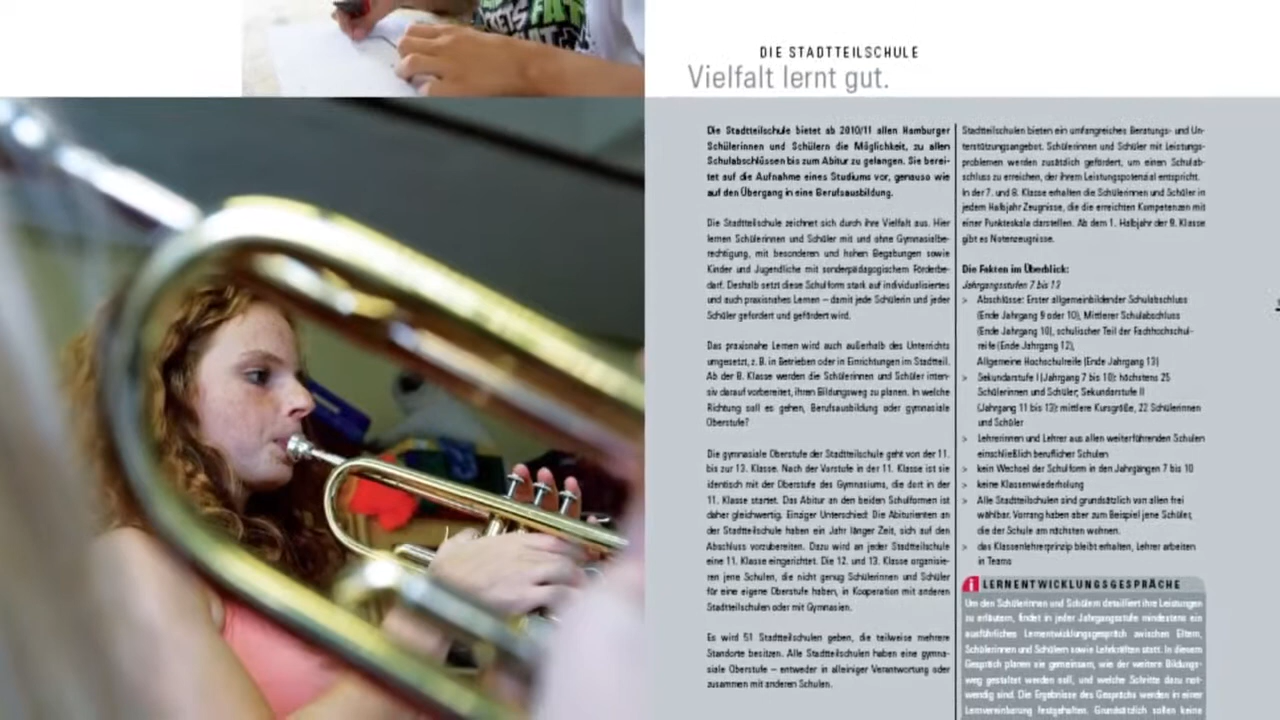 DIE STADTTEILSCHULE
Vielfalt lernt gut.
Die Stadtteilschule bietet ab 2010/11 allen Hamburger
Schülerinnen und Schülern die Möglichkeit, zu allen
Schulabschlüssen bis zum Abitur zu gelangen. Sie berei-
tet auf die Aufnahme eines Studiums vor, genauso wie
auf den Übergang in eine Berufsausbildung.
Die Stadtteilschule zeichnet sich durch ihre Vielfalt aus. Hier
lernen Schülerinnen und Schüler mit und ohne Gymnasialbe-
rechtigung, mit besonderen und hohen Begabungen sowie
Kinder und Jugendliche mit sonderpädagogischem Förderbe-
darf. Deshalb setzt diese Schulform stark auf individualisiertes
und auch praxisnahes Lernen – damit jede Schülerin und jeder
Schüler gefordert und gefördert wird.
Das praxisnahe Lernen wird auch außerhalb des Unterrichts
umgesetzt, z. B. in Betrieben oder in Einrichtungen im Stadtteil.
Ab der 8. Klasse werden die Schülerinnen und Schüler inten-
siv darauf vorbereitet, ihren Bildungsweg zu planen. In welche
Richtung soll es gehen, Berufsausbildung oder gymnasiale
Oberstufe?
Die gymnasiale Oberstufe der Stadtteilschule geht von der 11.
bis zur 13. Klasse. Nach der Vorstufe in der 11. Klasse ist sie
identisch mit der Oberstufe des Gymnasiums, die dort in der
11. Klasse startet. Das Abitur an den beiden Schulformen ist
daher gleichwertig. Einziger Unterschied: Die Abiturienten an
der Stadtteilschule haben ein Jahr länger Zeit, sich auf den
Abschluss vorzubereiten. Dazu wird an jeder Stadtteilschule
eine 11. Klasse eingerichtet. Die 12. und 13. Klasse organisie-
ren jene Schulen, die nicht genug Schülerinnen und Schüler
für eine eigene Oberstufe haben, in Kooperation mit anderen
Stadtteilschulen oder mit Gymnasien.
Es wird 51 Stadtteilschulen geben, die teilweise mehrere
Standorte besitzen. Alle Stadtteilschulen haben eine gymna-
siale Oberstufe – entweder in alleiniger Verantwortung oder
zusammen mit anderen Schulen.
Stadtteilschulen bieten ein umfangreiches Beratungs- und Un-
terstützungsangebot. Schülerinnen und Schüler mit Leistungs-
problemen werden zusätzlich gefördert, um einen Schulab-
schluss zu erreichen, der ihrem Leistungspotenzial entspricht.
In der 7. und 8. Klasse erhalten die Schülerinnen und Schüler in
jedem Halbjahr Zeugnisse, die die erreichten Kompetenzen mit
einer Punkteskala darstellen. Ab dem 1. Halbjahr der 9. Klasse
gibt es Notenzeugnisse.
Die Fakten im Überblick:
Jahrgangsstufen 7 bis 13
> Abschlüsse: Erster allgemeinbildender Schulabschluss
(Ende Jahrgang 9 oder 10), Mittlerer Schulabschluss
(Ende Jahrgang 10), schulischer Teil der Fachhochschul-
reife (Ende Jahrgang 12),
Allgemeine Hochschulreife (Ende Jahrgang 13)
> Sekundarstufe I (Jahrgang 7 bis 10): höchstens 25
Schülerinnen und Schüler, Sekundarstufe II
(Jahrgang 11 bis 13): mittlere Kursgröße, 22 Schülerinnen
und Schüler
> Lehrerinnen und Lehrer aus allen weiterführenden Schulen
einschließlich beruflicher Schulen
> kein Wechsel der Schulform in den Jahrgängen 7 bis 10
> keine Klassenwiederholung
> Alle Stadtteilschulen sind grundsätzlich von allen frei
wählbar. Vorrang haben aber zum Beispiel jene Schüler,
die der Schule am nächsten wohnen.
> das Klassenlehrerprinzip bleibt erhalten, Lehrer arbeiten
in Teams
i LERNENTWICKLUNGSGESPRÄCHE
Um den Schülerinnen und Schülern detailliert ihre Leistungen
zu erläutern, findet in jeder Jahrgangsstufe mindestens ein
ausführliches Lernentwicklungsgespräch zwischen Eltern,
Schülerinnen und Schülern sowie Lehrkräften statt. In diesem
Gespräch planen sie gemeinsam, wie der weitere Bildungs-
weg gestaltet werden soll, und welche Schritte dazu not-
wendig sind. Die Ergebnisse des Gesprächs werden in einer
Lernvereinbarung festgehalten. Grundsätzlich sollen keine